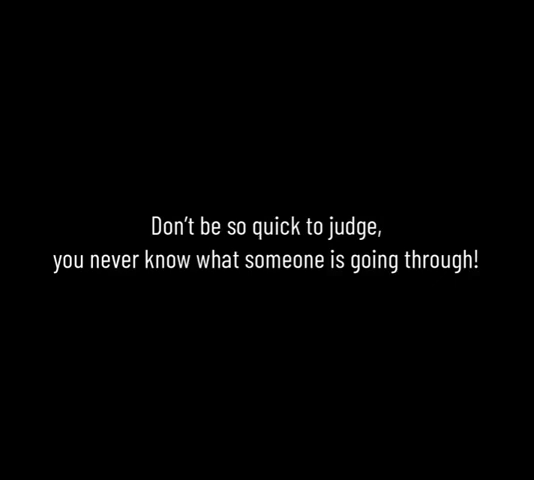 Don't be so quick to judge,
you never know what someone is going through!